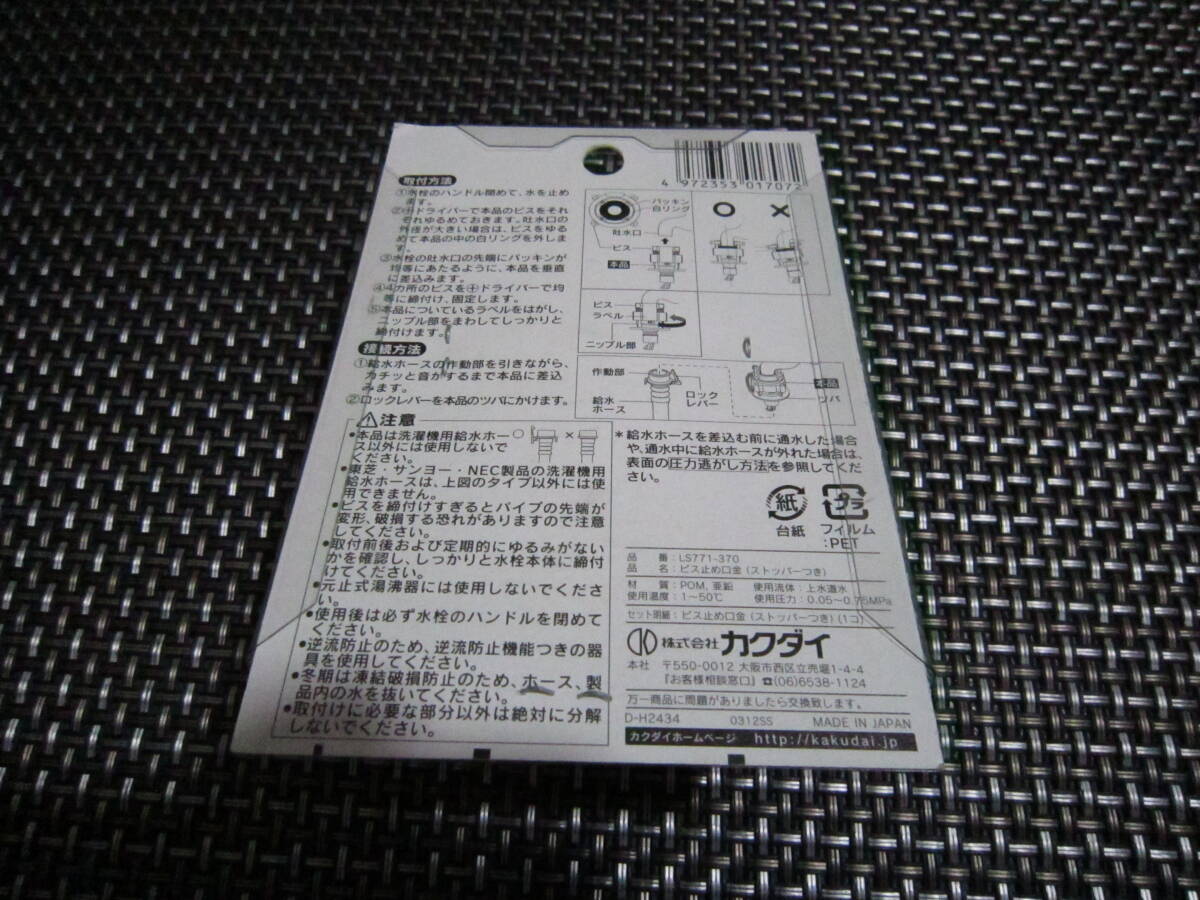 4 972353 017072
取付方法
①水栓のハンドル閉めて、水を止め
ます。
②⊕ドライバーで本品のビスをそれ
ぞれゆるめておきます。吐水口の
外径が大きい場合は、ビスをゆる
めて本品の中の白リングを外しま
す。
③水栓の吐水口の先端にパッキンが
均等にあたるように、本品を垂直
に差込みます。
④4カ所のビスを⊕ドライバーで均
等に締付け、固定します。
⑤本品についているラベルをはがし、
ニップル部をまわしてしっかりと
締付けます。
パッキン
白リング
吐水口
ビス
本品
○
×
ビス
ラベル
ニップル部
接続方法
①給水ホースの作動部を引きながら、
カチッと音がするまで本品に差込
みます。
②ロックレバーを本品のツバにかけます。
作動部
給水
ホース
ロック
レバー
本品
ツバ
⚠注意
•本品は洗濯機用給水ホー
ス以外には使用しないで
ください。
○
×
•東芝・サンヨー・NEC製品の洗濯機用
給水ホースは、上図のタイプ以外には使
用できません。
•ビスを締付けすぎるとパイプの先端が
変形、破損する恐れがありますので注意
してください。
•取付前後および定期的にゆるみがない
かを確認し、しっかりと水栓本体に締付
けてください。
•元止式湯沸器には使用しないでくださ
い。
•使用後は必ず水栓のハンドルを閉めて
ください。
•逆流防止のため、逆流防止機能つきの器
具を使用してください。
•冬期は凍結破損防止のため、ホース、製
品内の水を抜いてください。
•取付けに必要な部分以外は絶対に分解
しないでください。
＊給水ホースを差込む前に通水した場合
や、通水中に給水ホースが外れた場合は、
表面の圧力逃がし方法を参照してくだ
さい。
紙
台紙
プラ
フィルム
:PET
品 番：LS771-370
品 名：ビス止め口金（ストッパーつき）
材 質：POM、亜鉛 使用流体：上水道水
使用温度：1～50℃ 使用圧力：0.05～0.75MPa
セット明細：ビス止め口金（ストッパーつき）（1コ）
株式会社カクダイ
本社 〒550-0012 大阪市西区立売堀1-4-4
『お客様相談窓口』☎(06)6538-1124
万一商品に問題がありましたら交換致します。
D-H2434 0312SS MADE IN JAPAN
カクダイホームページ http://kakudai.jp